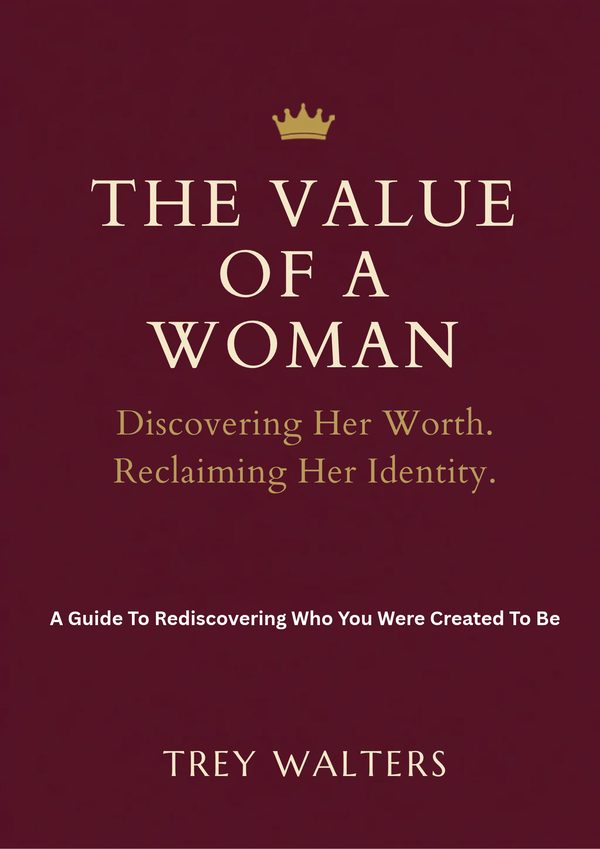 THE VALUE
OF A
WOMAN
Discovering Her Worth.
Reclaiming Her Identity.
A Guide To Rediscovering Who You Were Created To Be
TREY WALTERS